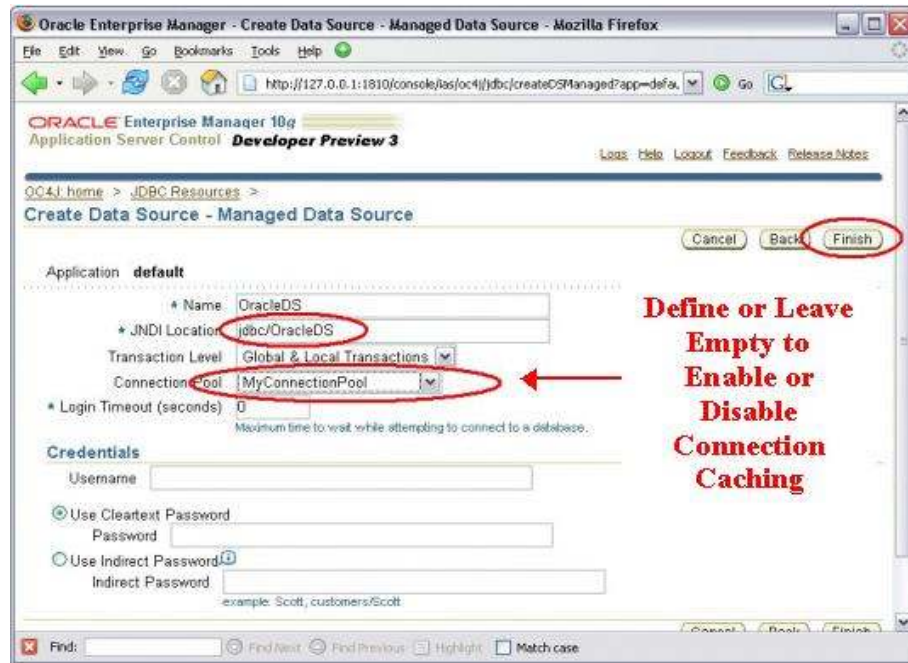 Oracle Enterprise Manager - Create Data Source - Managed Data Source - Mozilla Firefox
File Edit View Go Bookmarks Tools Help
http://127.0.0.1:1810/console/ias/oc4j/jdbc/createDSManaged?app=defau Go
ORACLE Enterprise Manager 10g
Application Server Control Developer Preview 3
Logs Help Logout Feedback Release Notes
OC4J: home > JDBC Resources >
Create Data Source - Managed Data Source
Cancel Back Finish
Application default
* Name OracleDS
* JNDI Location jdbc/OracleDS
Transaction Level Global & Local Transactions
Connection Pool MyConnectionPool
* Login Timeout (seconds) 0
Maximum time to wait while attempting to connect to a database.
Define or Leave
Empty to
Enable or
Disable
Connection
Caching
Credentials
Username
Use Cleartext Password
Password
Use Indirect Password
Indirect Password
example: Scott, customers/Scott
Cancel Back Finish
Find: Find Next Find Previous Highlight Match case